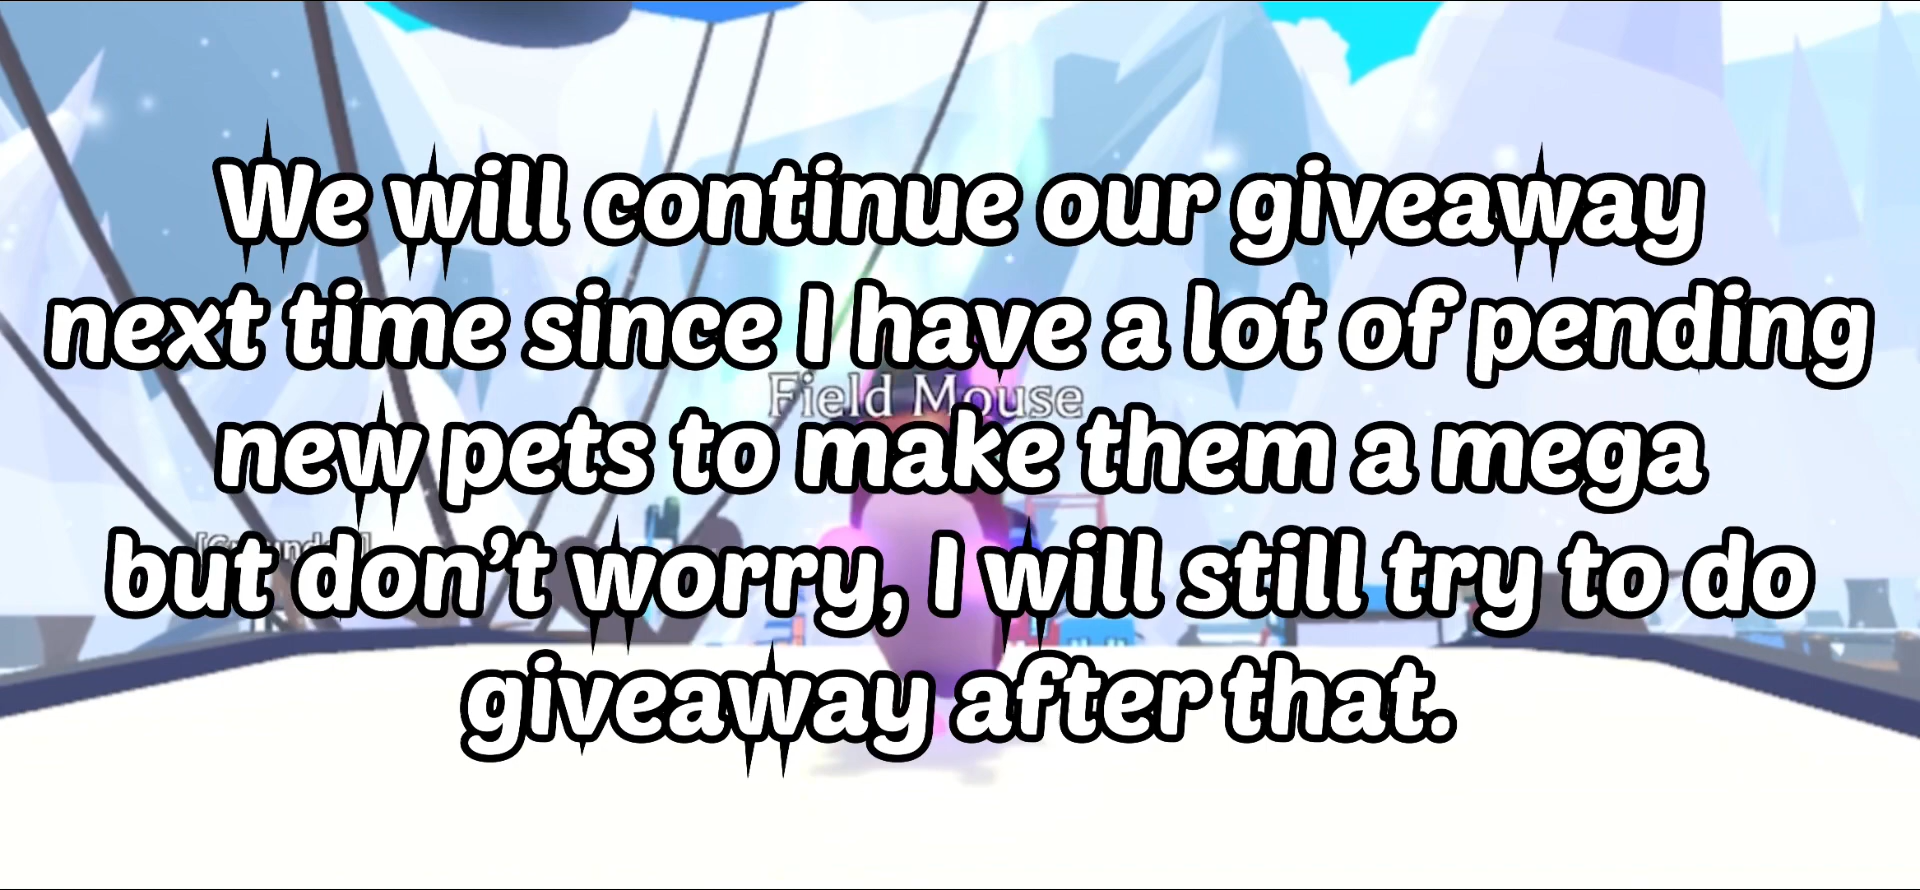 We will continue our giveaway
next time since I have a lot of pending
Field Mouse
new pets to make them a mega
but don't worry, I will still try to do
giveaway after that.